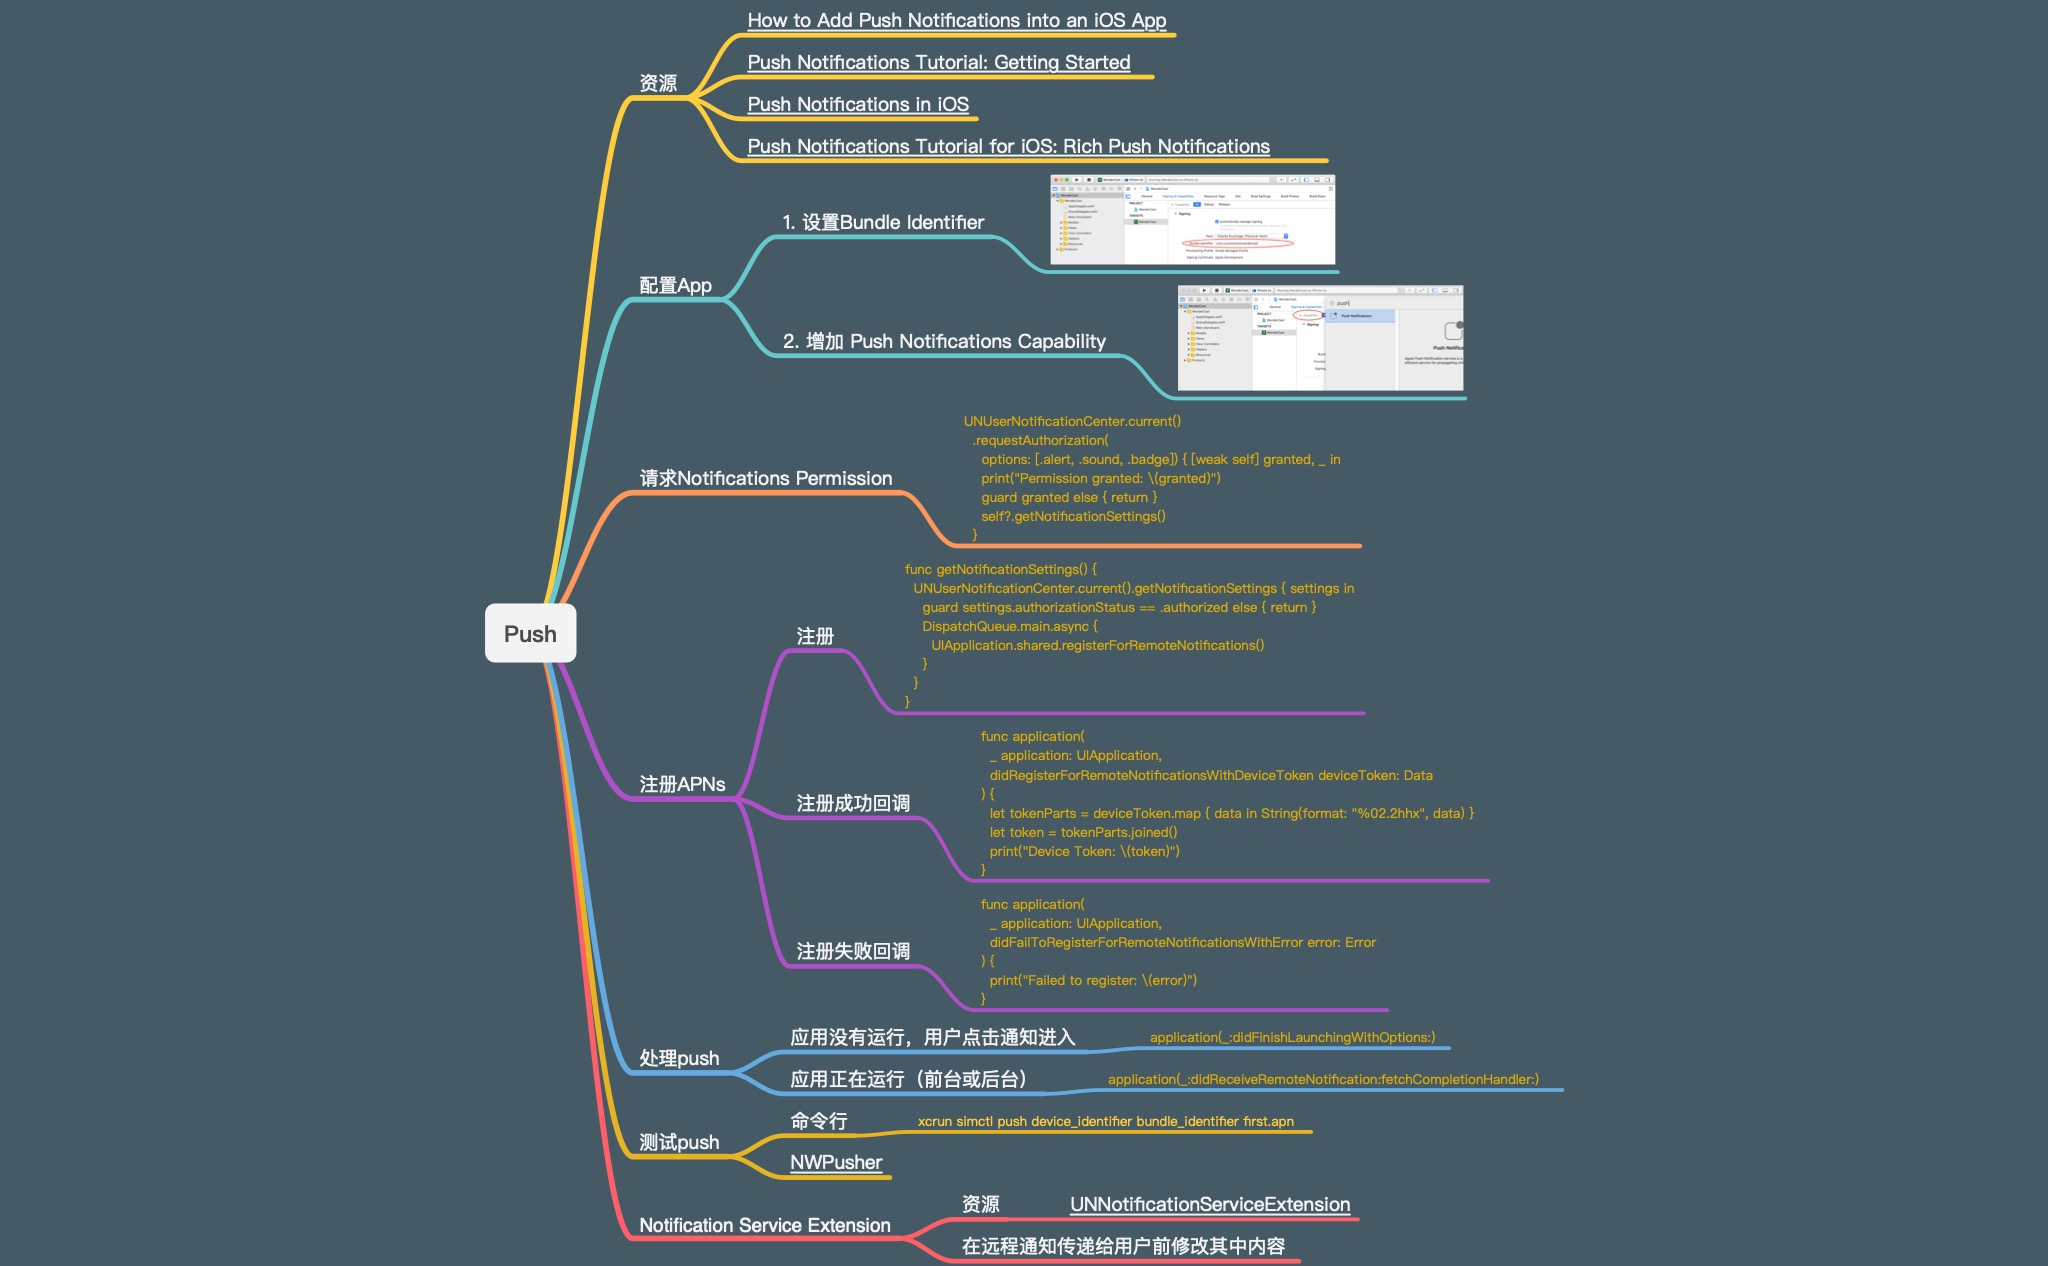 Push
资源
How to Add Push Notifications into an iOS App
Push Notifications Tutorial: Getting Started
Push Notifications in iOS
Push Notifications Tutorial for iOS: Rich Push Notifications
配置App
1. 设置Bundle Identifier
2. 增加 Push Notifications Capability
push
Push Notifications
请求Notifications Permission
UNUserNotificationCenter.current()
.requestAuthorization(
options: [.alert, .sound, .badge]) { [weak self] granted, _ in
print("Permission granted: \(granted)")
guard granted else { return }
self?.getNotificationSettings()
}
注册APNs
注册
func getNotificationSettings() {
UNUserNotificationCenter.current().getNotificationSettings { settings in
guard settings.authorizationStatus == .authorized else { return }
DispatchQueue.main.async {
UIApplication.shared.registerForRemoteNotifications()
}
}
}
注册成功回调
func application(
_ application: UIApplication,
didRegisterForRemoteNotificationsWithDeviceToken deviceToken: Data
) {
let tokenParts = deviceToken.map { data in String(format: "%02.2hhx", data) }
let token = tokenParts.joined()
print("Device Token: \(token)")
}
注册失败回调
func application(
_ application: UIApplication,
didFailToRegisterForRemoteNotificationsWithError error: Error
) {
print("Failed to register: \(error)")
}
处理push
应用没有运行，用户点击通知进入
application(_:didFinishLaunchingWithOptions:)
应用正在运行（前台或后台）
application(_:didReceiveRemoteNotification:fetchCompletionHandler:)
测试push
命令行
xcrun simctl push device_identifier bundle_identifier first.apn
NWPusher
Notification Service Extension
资源
UNNotificationServiceExtension
在远程通知传递给用户前修改其中内容